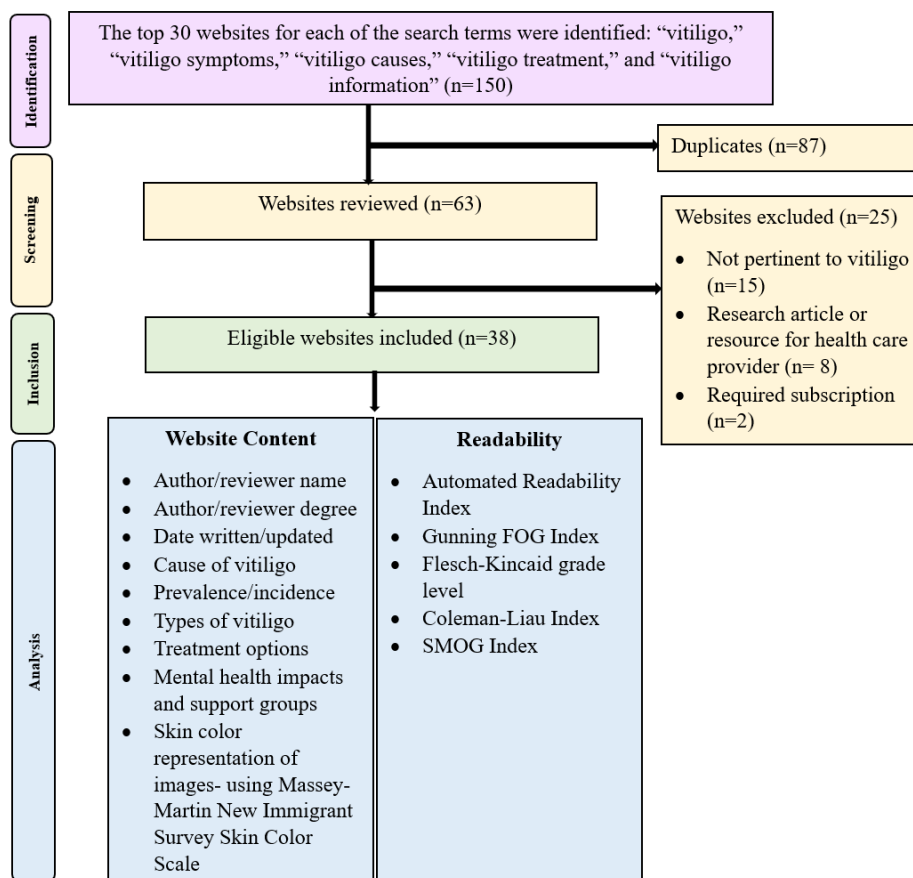 Identification
The top 30 websites for each of the search terms were identified: “vitiligo,”
“vitiligo symptoms,” “vitiligo causes,” “vitiligo treatment,” and “vitiligo
information” (n=150)
Duplicates (n=87)
Screening
Websites reviewed (n=63)
Websites excluded (n=25)
• Not pertinent to vitiligo
(n=15)
• Research article or
resource for health care
provider (n= 8)
• Required subscription
(n=2)
Inclusion
Eligible websites included (n=38)
Analysis
Website Content
• Author/reviewer name
• Author/reviewer degree
• Date written/updated
• Cause of vitiligo
• Prevalence/incidence
• Types of vitiligo
• Treatment options
• Mental health impacts
and support groups
• Skin color
representation of
images- using Massey-
Martin New Immigrant
Survey Skin Color
Scale
Readability
• Automated Readability
Index
• Gunning FOG Index
• Flesch-Kincaid grade
level
• Coleman-Liau Index
• SMOG Index